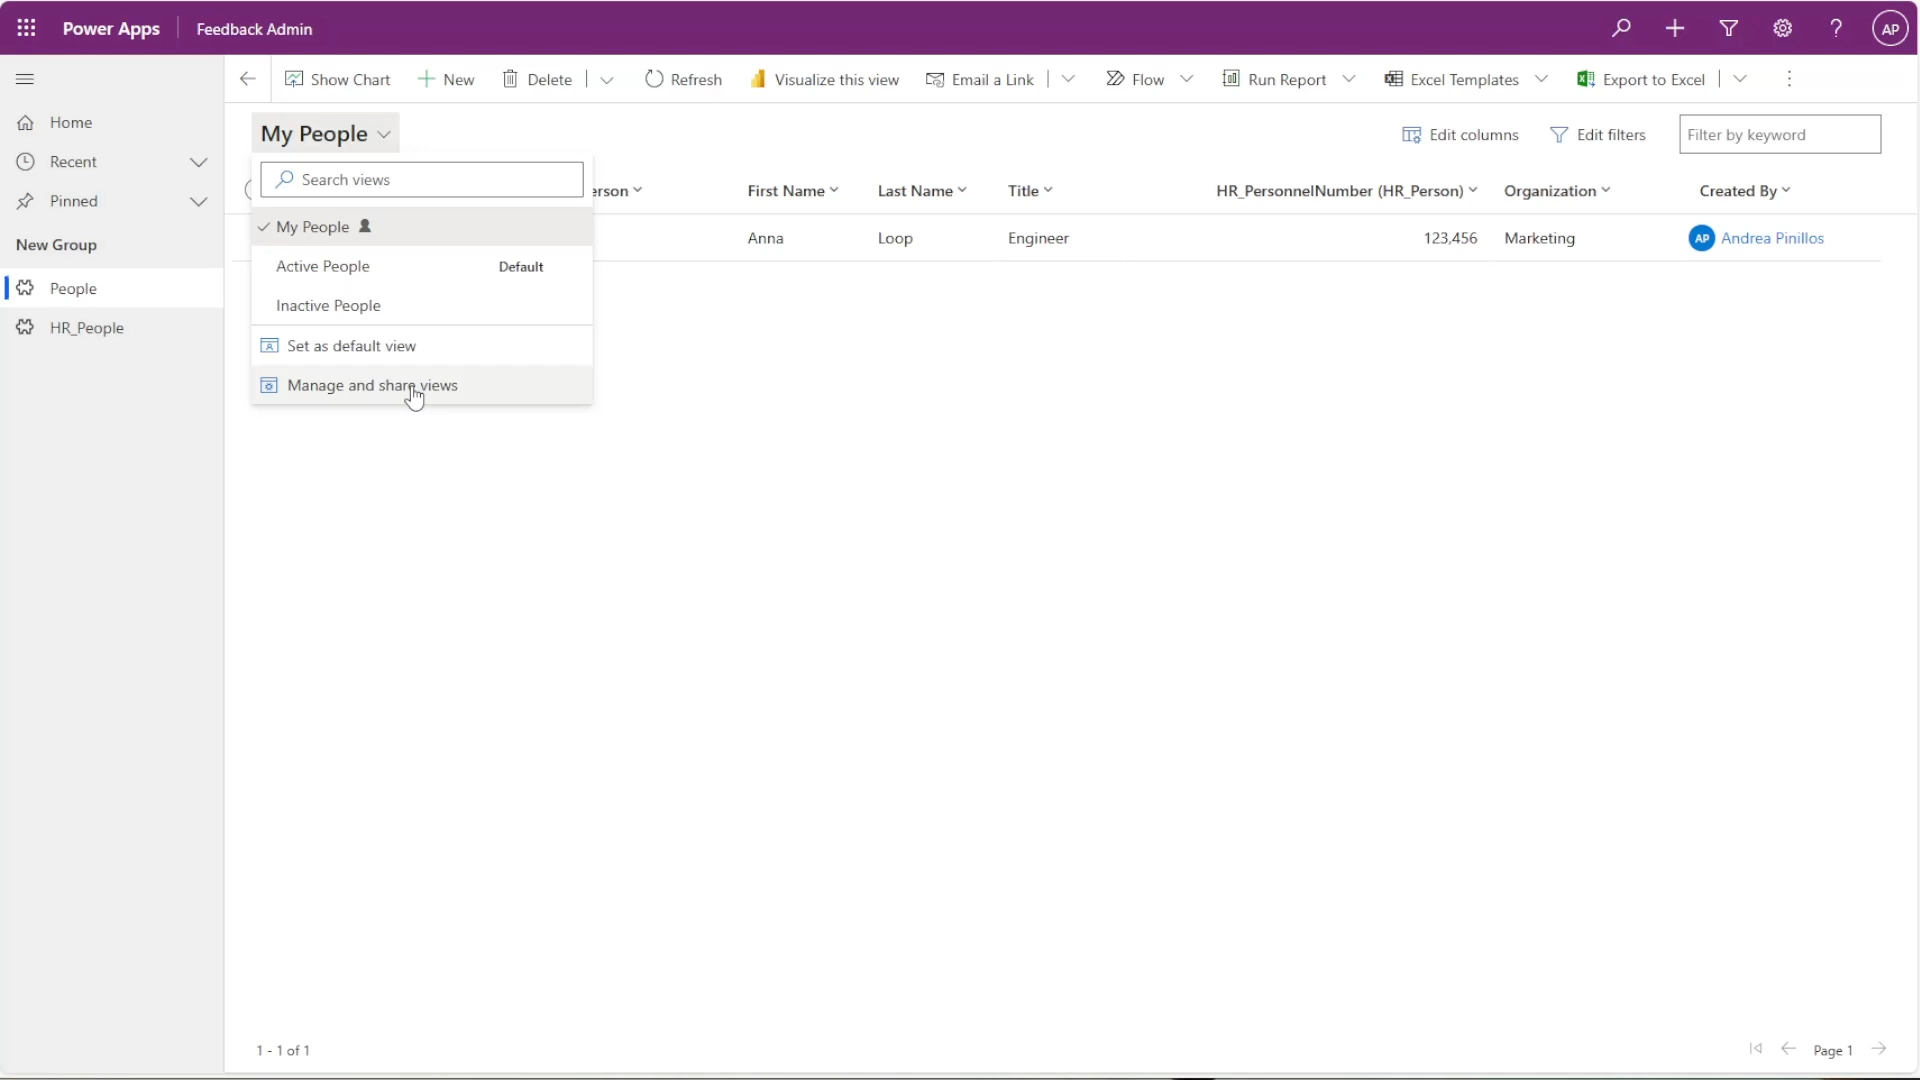 Power Apps | Feedback Admin AP
Show Chart New Delete Refresh Visualize this view Email a Link Flow Run Report Excel Templates Export to Excel
Home
Recent
Pinned
New Group
People
HR_People
My People
Edit columns Edit filters Filter by keyword
Search views
My People
Active People Default
Inactive People
Set as default view
Manage and share views
First Name Last Name Title HR_PersonnelNumber (HR_Person) Organization Created By
Anna Loop Engineer 123,456 Marketing AP Andrea Pinillos
1 - 1 of 1
Page 1